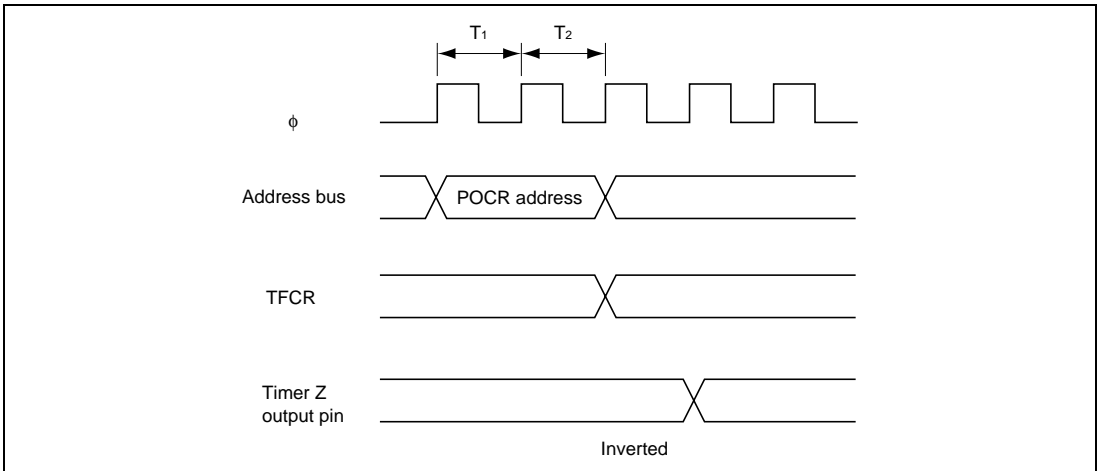 T1 T2
ϕ
Address bus POCR address
TFCR
Timer Z
output pin
Inverted